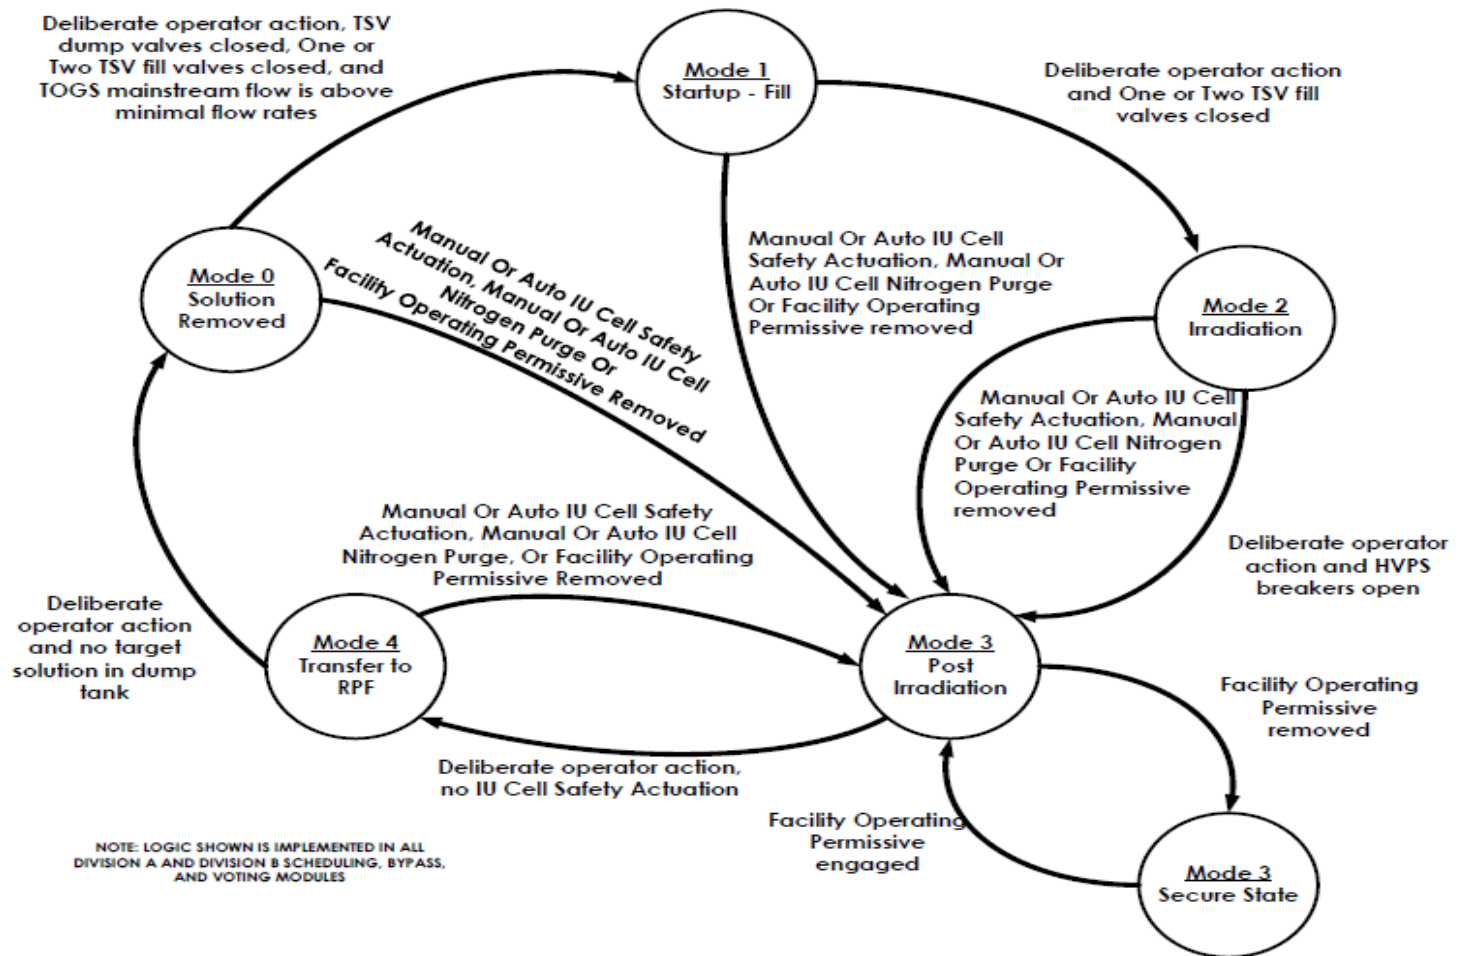 Deliberate operator action, TSV
dump valves closed, One or
Two TSV fill valves closed, and
TOGS mainstream flow is above
minimal flow rates
Mode 1
Startup - Fill
Deliberate operator action
and One or Two TSV fill
valves closed
Mode 0
Solution
Removed
Manual Or Auto IU Cell Safety
Actuation, Manual Or Auto IU Cell
Nitrogen Purge Or
Facility Operating Permissive Removed
Manual Or Auto IU Cell
Safety Actuation, Manual Or
Auto IU Cell Nitrogen Purge
Or Facility Operating
Permissive removed
Mode 2
Irradiation
Manual Or Auto IU Cell
Safety Actuation, Manual
Or Auto IU Cell Nitrogen
Purge Or Facility
Operating Permissive
removed
Deliberate operator
action and HVPS
breakers open
Manual Or Auto IU Cell Safety
Actuation, Manual Or Auto IU Cell
Nitrogen Purge, Or Facility Operating
Permissive Removed
Deliberate
operator action
and no target
solution in dump
tank
Mode 4
Transfer to
RPF
Mode 3
Post
Irradiation
Facility Operating
Permissive
removed
Deliberate operator action,
no IU Cell Safety Actuation
Facility Operating
Permissive
engaged
Mode 3
Secure State
NOTE: LOGIC SHOWN IS IMPLEMENTED IN ALL
DIVISION A AND DIVISION B SCHEDULING, BYPASS,
AND VOTING MODULES